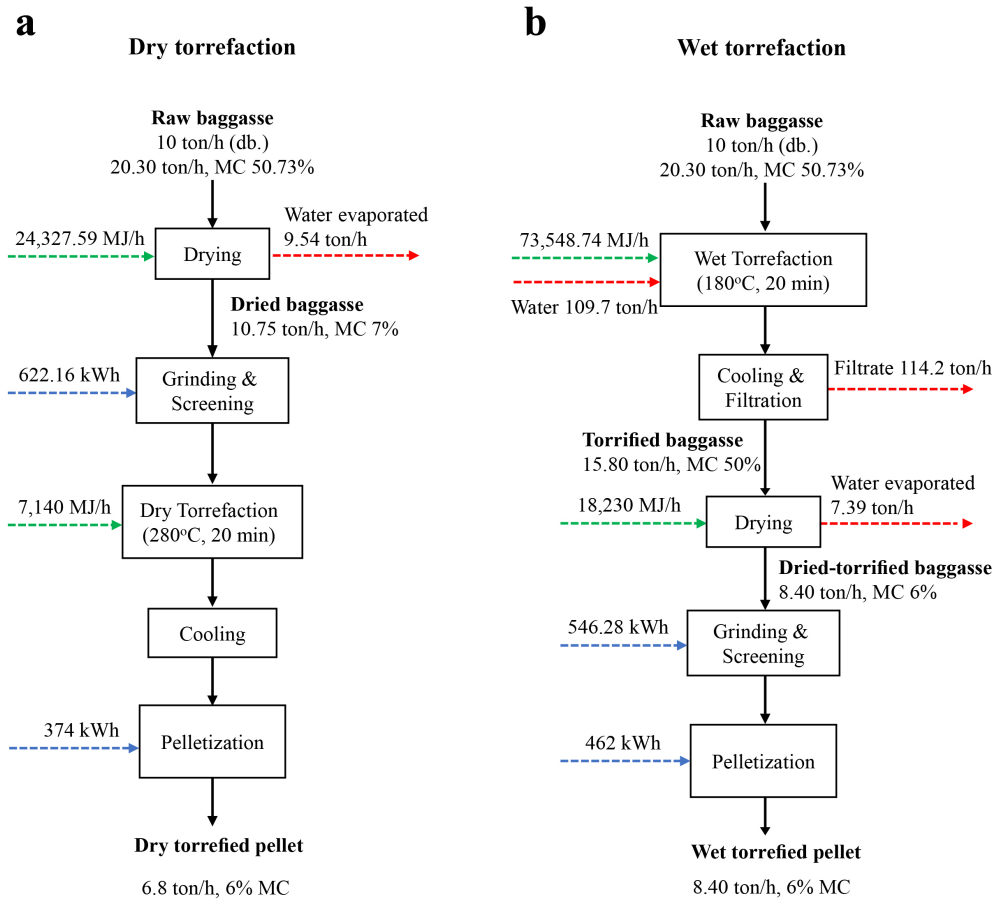 a
Dry torrefaction
Raw baggasse
10 ton/h (db.)
20.30 ton/h, MC 50.73%
24,327.59 MJ/h
Drying
Water evaporated
9.54 ton/h
Dried baggasse
10.75 ton/h, MC 7%
622.16 kWh
Grinding &
Screening
7,140 MJ/h
Dry Torrefaction
(280°C, 20 min)
Cooling
374 kWh
Pelletization
Dry torrefied pellet
6.8 ton/h, 6% MC
b
Wet torrefaction
Raw baggasse
10 ton/h (db.)
20.30 ton/h, MC 50.73%
73,548.74 MJ/h
Water 109.7 ton/h
Wet Torrefaction
(180°C, 20 min)
Cooling &
Filtration
Filtrate 114.2 ton/h
Torrified baggasse
15.80 ton/h, MC 50%
18,230 MJ/h
Drying
Water evaporated
7.39 ton/h
Dried-torrified baggasse
8.40 ton/h, MC 6%
546.28 kWh
Grinding &
Screening
462 kWh
Pelletization
Wet torrefied pellet
8.40 ton/h, 6% MC